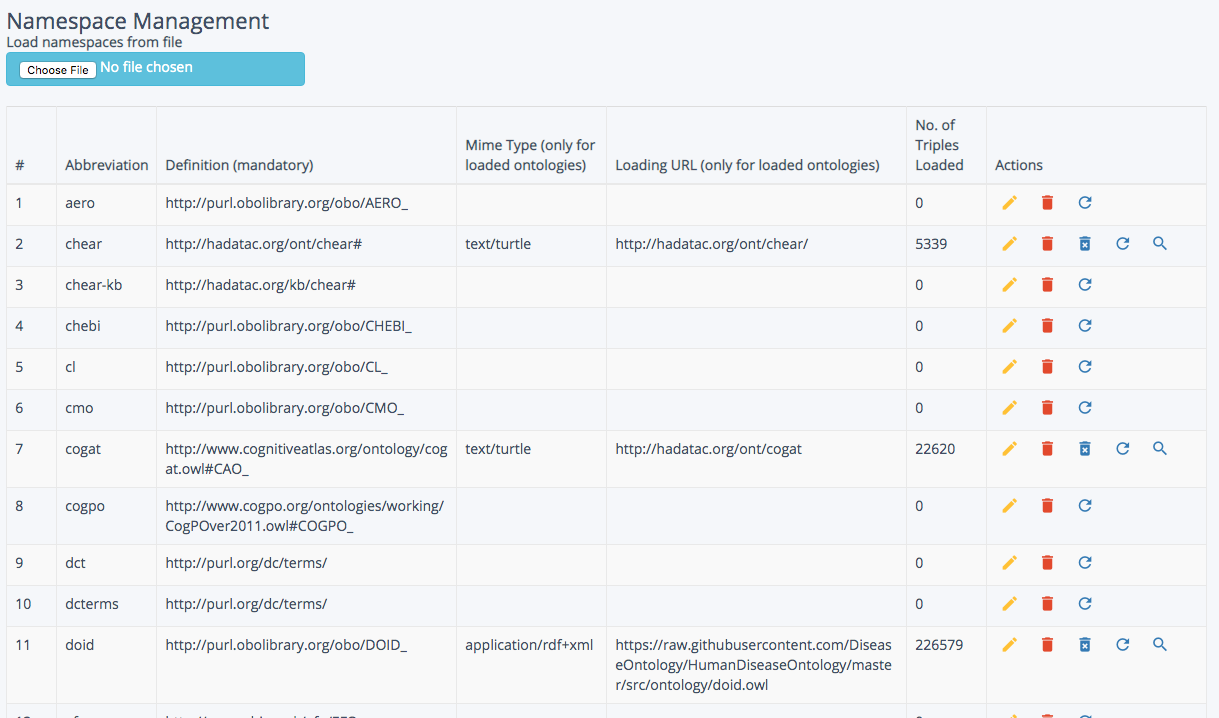 Namespace Management
Load namespaces from file
Choose File No file chosen
# Abbreviation Definition (mandatory) Mime Type (only for loaded ontologies) Loading URL (only for loaded ontologies) No. of Triples Loaded Actions
1 aero http://purl.obolibrary.org/obo/AERO_ 0
2 chear http://hadatac.org/ont/chear# text/turtle http://hadatac.org/ont/chear/ 5339
3 chear-kb http://hadatac.org/kb/chear# 0
4 chebi http://purl.obolibrary.org/obo/CHEBI_ 0
5 cl http://purl.obolibrary.org/obo/CL_ 0
6 cmo http://purl.obolibrary.org/obo/CMO_ 0
7 cogat http://www.cognitiveatlas.org/ontology/cog text/turtle http://hadatac.org/ont/cogat 22620
at.owl#CAO_
8 cogpo http://www.cogpo.org/ontologies/working/ 0
CogPOver2011.owl#COGPO_
9 dct http://purl.org/dc/terms/ 0
10 dcterms http://purl.org/dc/terms/ 0
11 doid http://purl.obolibrary.org/obo/DOID_ application/rdf+xml https://raw.githubusercontent.com/Diseas 226579
eOntology/HumanDiseaseOntology/maste
r/src/ontology/doid.owl